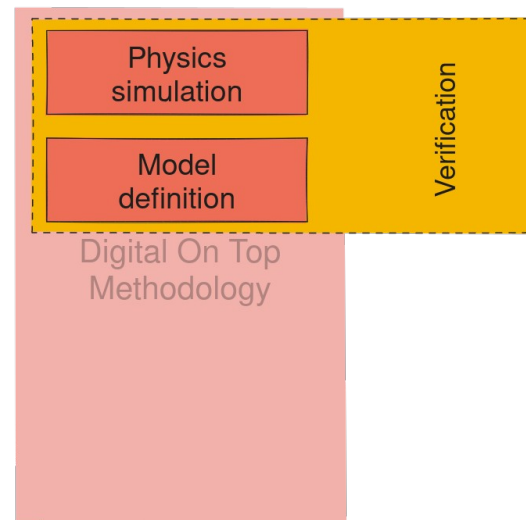 Physics
simulation
Model
definition
Verification
Digital On Top
Methodology